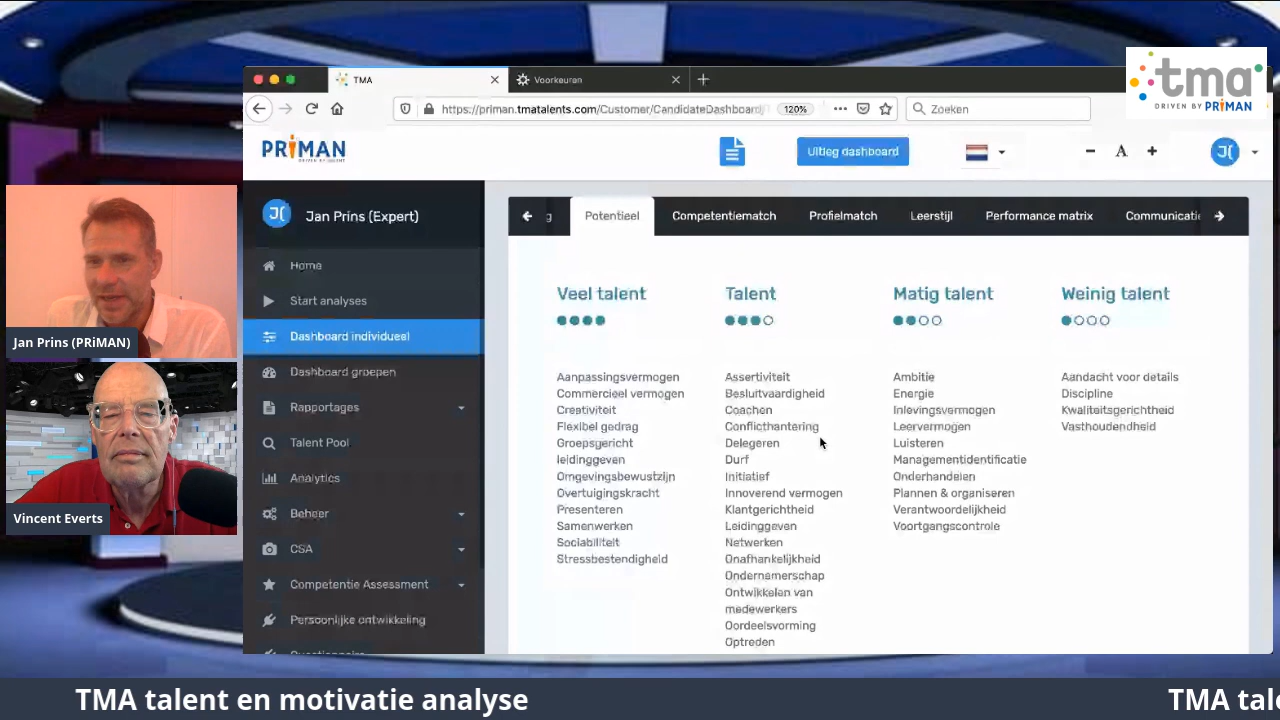 tma
DRIVEN BY PRiMAN
TMA
Voorkeuren
https://priman.tmatalents.com/Customer/CandidateDashboard/
120%
Zoeken
PRiMAN
DRIVEN BY TALENT
Uitleg dashboard
A
J(
J(
Jan Prins (Expert)
Home
Start analyses
Dashboard individueel
Dashboard groepen
Rapportages
Talent Pool
Analytics
Beheer
CSA
Competentie Assessment
Persoonlijke ontwikkeling
g
Potentieel
Competentiematch
Profielmatch
Leerstijl
Performance matrix
Communicatie
Veel talent
Aanpassingsvermogen
Commercieel vermogen
Creativiteit
Flexibel gedrag
Groepsgericht
leidinggeven
Omgevingsbewustzijn
Overtuigingskracht
Presenteren
Samenwerken
Sociabiliteit
Stressbestendigheid
Talent
Assertiviteit
Besluitvaardigheid
Coachen
Conflicthantering
Delegeren
Durf
Initiatief
Innoverend vermogen
Klantgerichtheid
Leidinggeven
Netwerken
Onafhankelijkheid
Ondernemerschap
Ontwikkelen van
medewerkers
Oordeelsvorming
Optreden
Matig talent
Ambitie
Energie
Inlevingsvermogen
Leervermogen
Luisteren
Managementidentificatie
Onderhandelen
Plannen & organiseren
Verantwoordelijkheid
Voortgangscontrole
Weinig talent
Aandacht voor details
Discipline
Kwaliteitsgerichtheid
Vasthoudendheid
Jan Prins (PRiMAN)
Vincent Everts
TMA talent en motivatie analyse
TMA tale